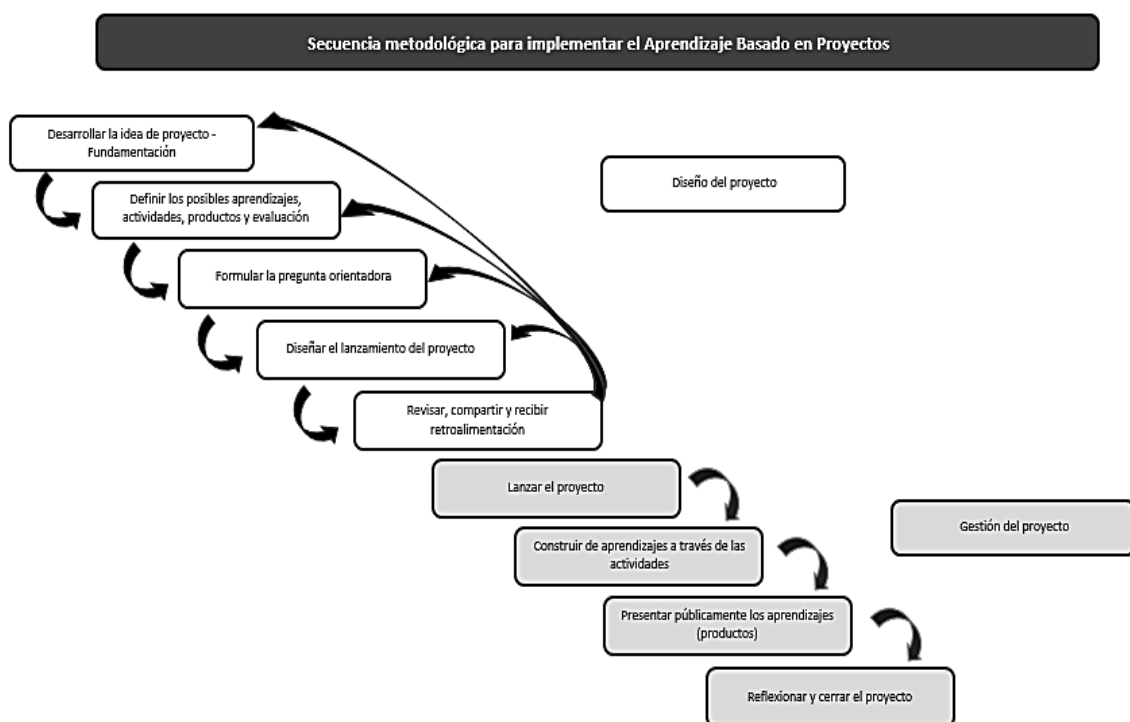 Secuencia metodológica para implementar el Aprendizaje Basado en Proyectos
Desarrollar la idea de proyecto -
Fundamentación
Diseño del proyecto
Definir los posibles aprendizajes,
actividades, productos y evaluación
Formular la pregunta orientadora
Diseñar el lanzamiento del proyecto
Revisar, compartir y recibir
retroalimentación
Lanzar el proyecto
Gestión del proyecto
Construir de aprendizajes a través de las
actividades
Presentar públicamente los aprendizajes
(productos)
Reflexionar y cerrar el proyecto